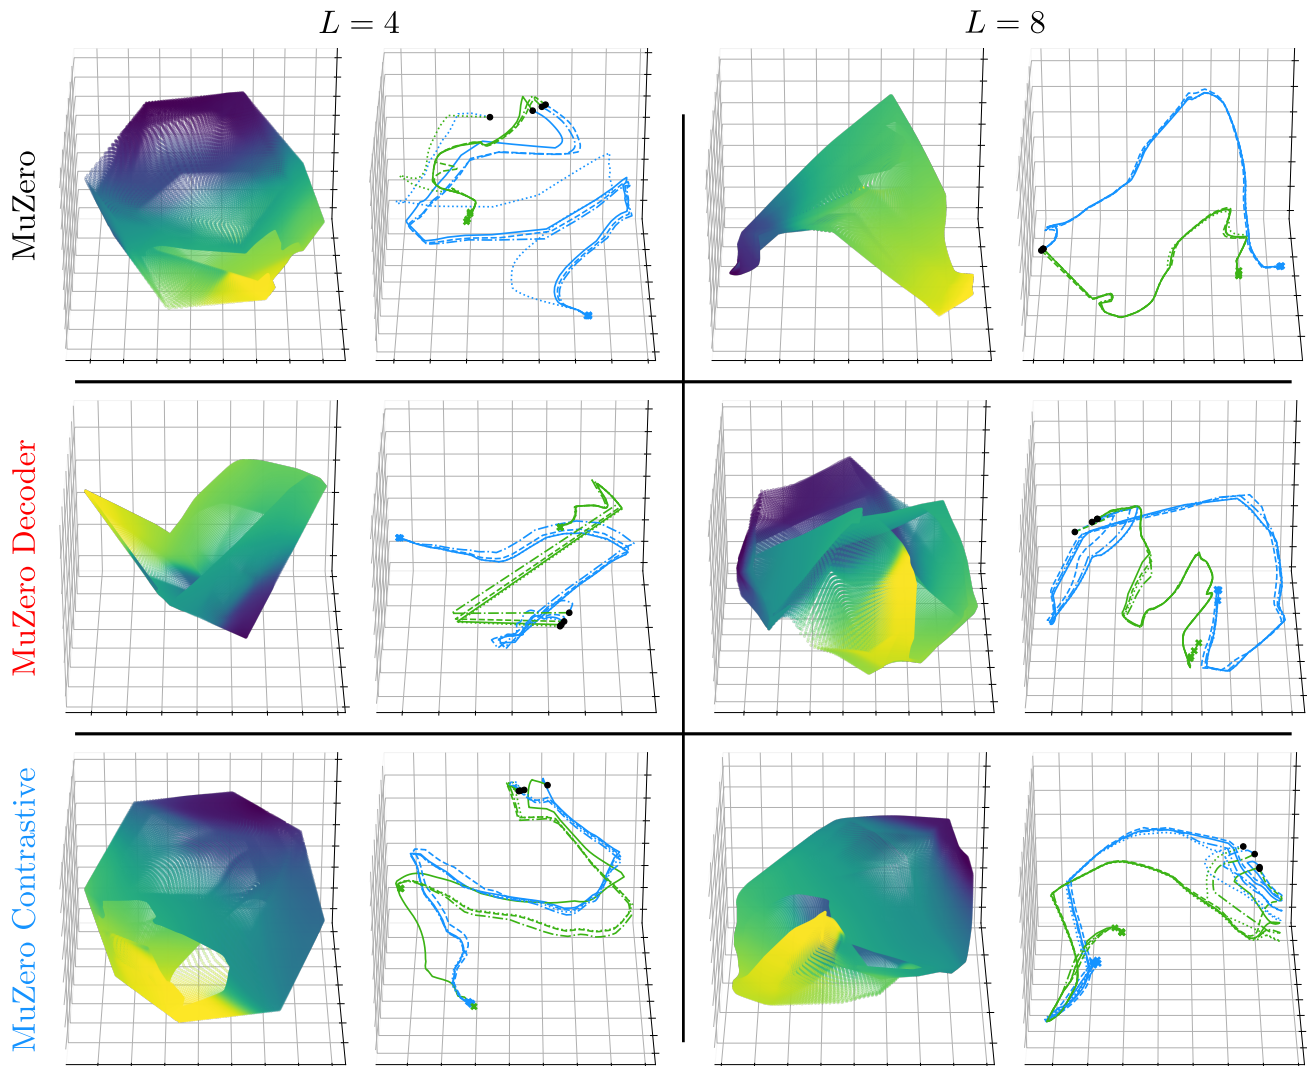 L = 4
L = 8
MuZero
MuZero Decoder
MuZero Contrastive